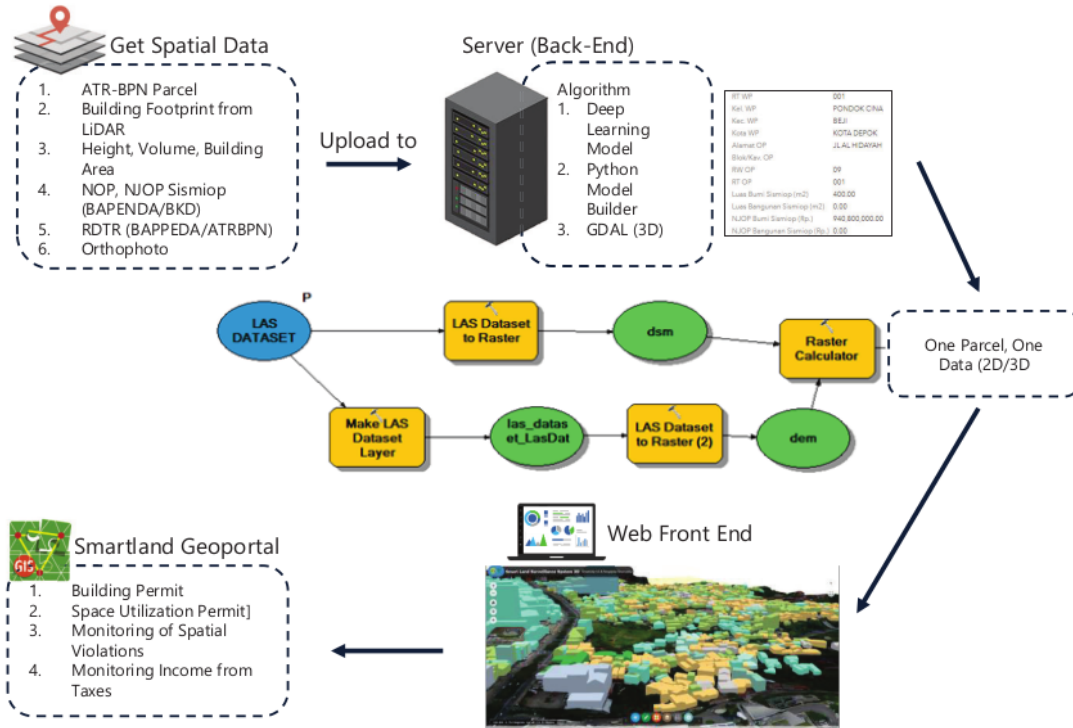 Get Spatial Data
1. ATR-BPN Parcel
2. Building Footprint from
LiDAR
3. Height, Volume, Building
Area
4. NOP, NJOP Sismiop
(BAPENDA/BKD)
5. RDTR (BAPPEDA/ATRBPN)
6. Orthophoto
Upload to
Server (Back-End)
Algorithm
1. Deep
Learning
Model
2. Python
Model
Builder
3. GDAL (3D)
RT WP 001
Kel. WP PONDOK CINA
Kec. WP BEJI
Kota WP KOTA DEPOK
Alamat OP JL.AL HIDAYAH
Blok/Kav. OP
RW OP 09
RT OP 001
Luas Bumi Sismiop (m2) 400.00
Luas Bangunan Sismiop (m2) 0.00
NJOP Bumi Sismiop (Rp.) 940,800,000.00
NJOP Bangunan Sismiop (Rp.) 0.00
P
LAS
DATASET
LAS Dataset
to Raster
dsm
Raster
Calculator
One Parcel, One
Data (2D/3D
Make LAS
Dataset
Layer
las_datas
et_LasDat
LAS Dataset
to Raster (2)
dem
Web Front End
Smart Land Surveillance System 3D
GIS
Smartland Geoportal
1. Building Permit
2. Space Utilization Permit]
3. Monitoring of Spatial
Violations
4. Monitoring Income from
Taxes